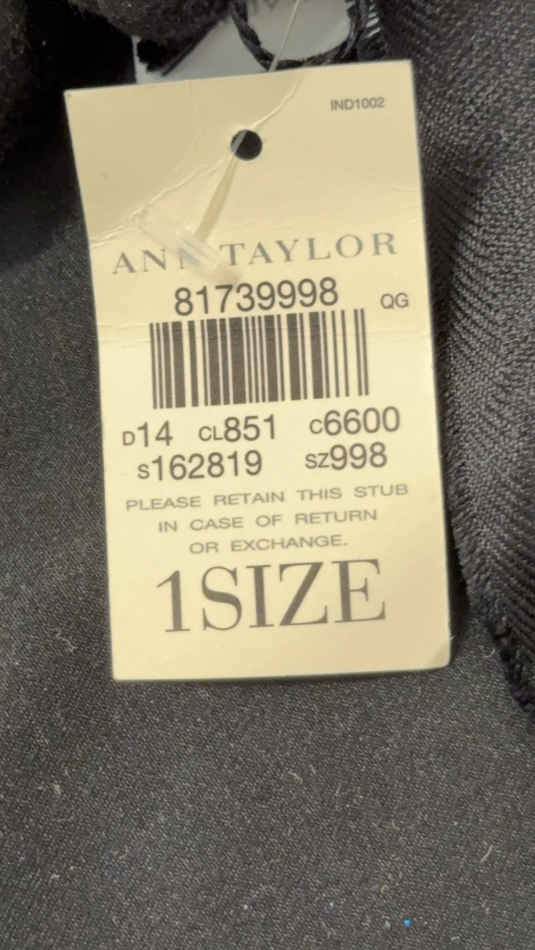 IND1002
ANN TAYLOR
81739998 QG
D14 CL851 C6600
S162819 SZ998
PLEASE RETAIN THIS STUB
IN CASE OF RETURN
OR EXCHANGE.
1SIZE